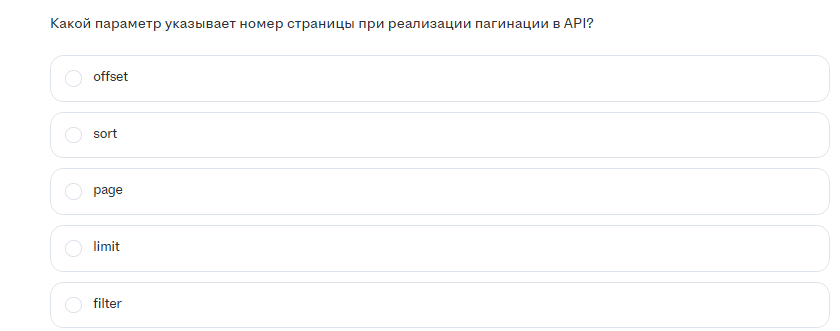 Какой параметр указывает номер страницы при реализации пагинации в API?
offset
sort
page
limit
filter